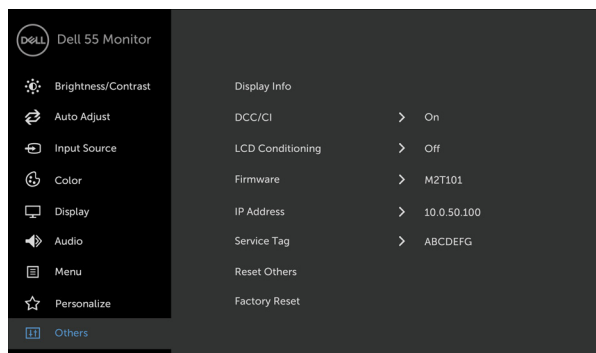 DELL Dell 55 Monitor
Brightness/Contrast
Auto Adjust
Input Source
Color
Display
Audio
Menu
Personalize
Others
Display Info
DCC/CI > On
LCD Conditioning > Off
Firmware > M2T101
IP Address > 10.0.50.100
Service Tag > ABCDEFG
Reset Others
Factory Reset